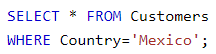 SELECT * FROM Customers
WHERE Country='Mexico';